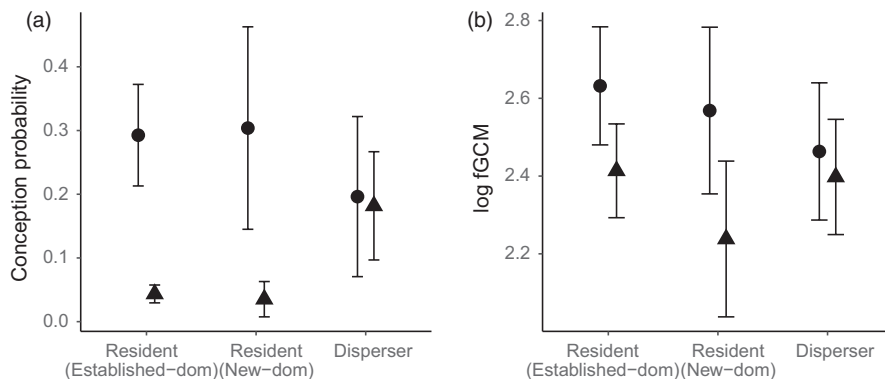 (a)
Conception probability
0.4
0.3
0.2
0.1
0.0
Resident
(Established–dom)
Resident
(New–dom)
Disperser
(b)
log fGCM
2.8
2.6
2.4
2.2
Resident
(Established–dom)
Resident
(New–dom)
Disperser